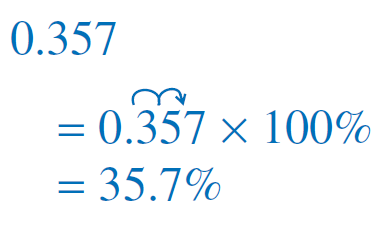 0.357
= 0.357 × 100%
= 35.7%